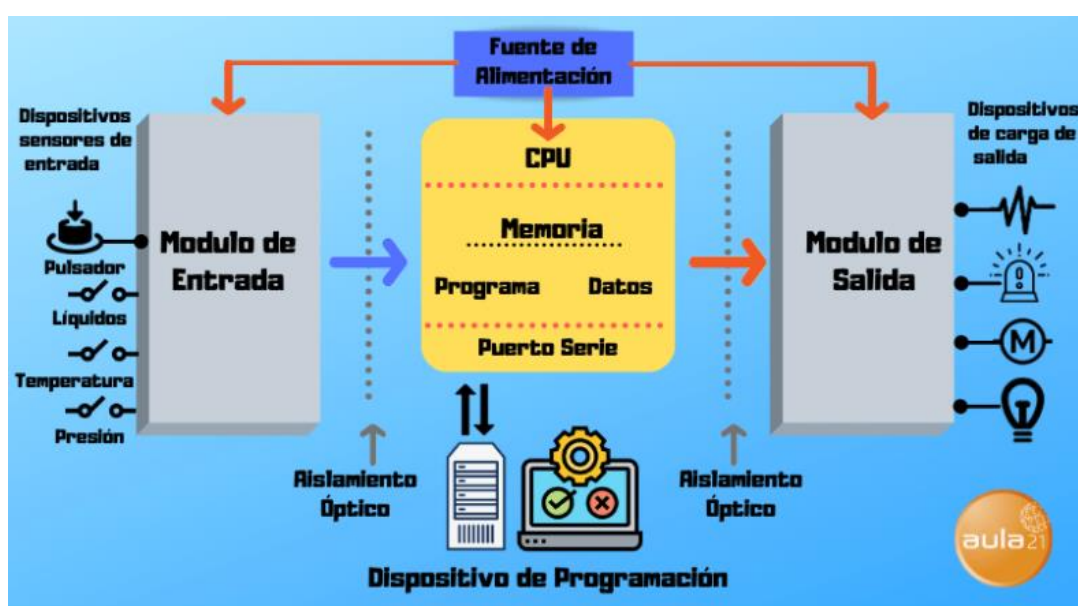 Fuente de
Alimentación
Dispositivos
sensores de
entrada
Pulsador
Líquidos
Temperatura
Presión
Modulo de
Entrada
CPU
Memoria
Programa Datos
Puerto Serie
Modulo de
Salida
Dispositivos
de carga de
salida
M
Aislamiento
Óptico
Aislamiento
Óptico
Dispositivo de Programación
aula21